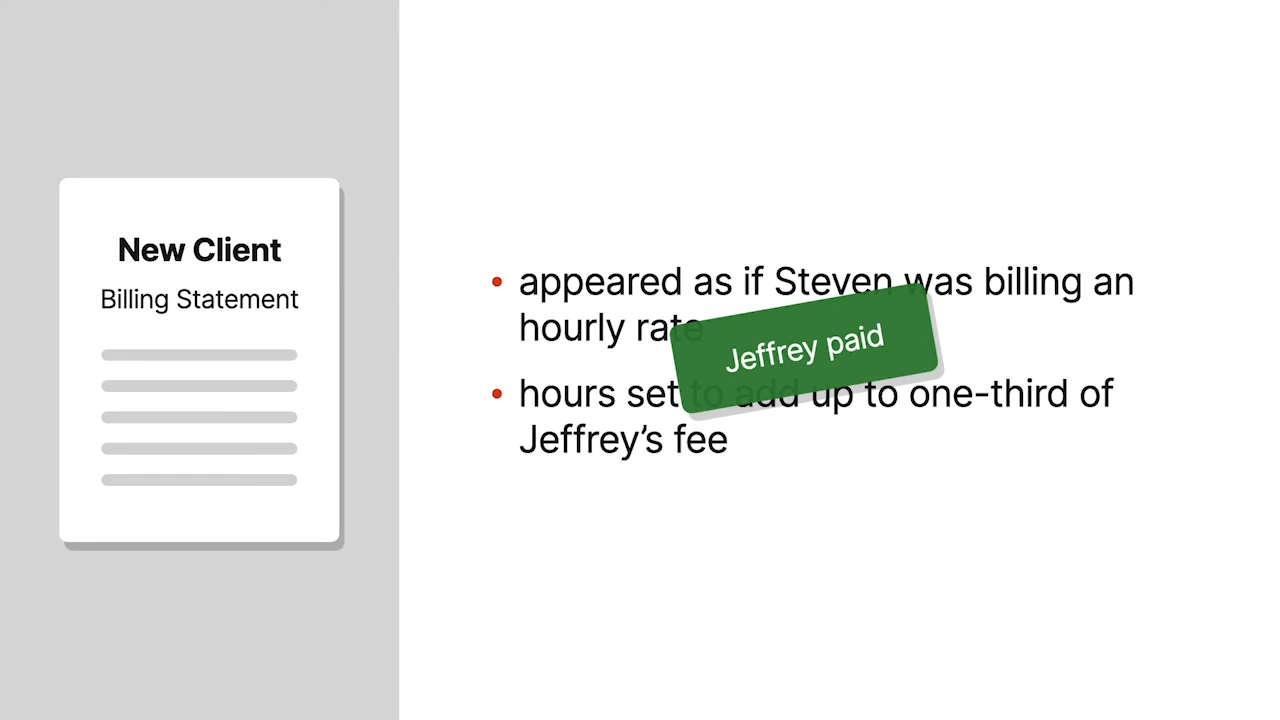 New Client
Billing Statement
• appeared as if Steven was billing an
hourly rate
Jeffrey paid
• hours set to add up to one-third of
Jeffrey’s fee